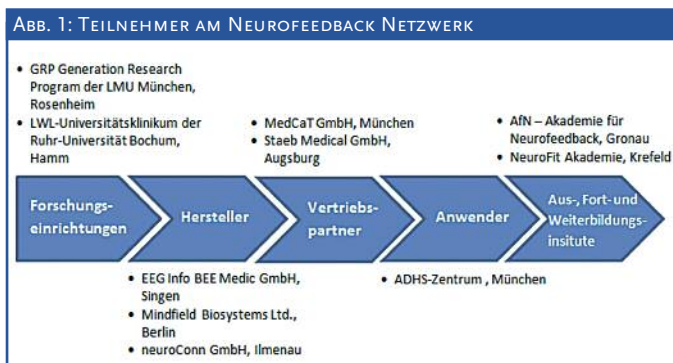 ABB. 1: TEILNEHMER AM NEUROFEEDBACK NETZWERK
• GRP Generation Research
Program der LMU München,
Rosenheim
• LWL-Universitätsklinikum der
Ruhr-Universität Bochum,
Hamm
• MedCaT GmbH, München
• Staeb Medical GmbH,
Augsburg
• AfN – Akademie für
Neurofeedback, Gronau
• NeuroFit Akademie, Krefeld
Forschungs-
einrichtungen
Hersteller
Vertriebs-
partner
Anwender
Aus-, Fort- und
Weiterbildungs-
insitute
• EEG Info BEE Medic GmbH,
Singen
• Mindfield Biosystems Ltd.,
Berlin
• neuroConn GmbH, Ilmenau
• ADHS-Zentrum , München